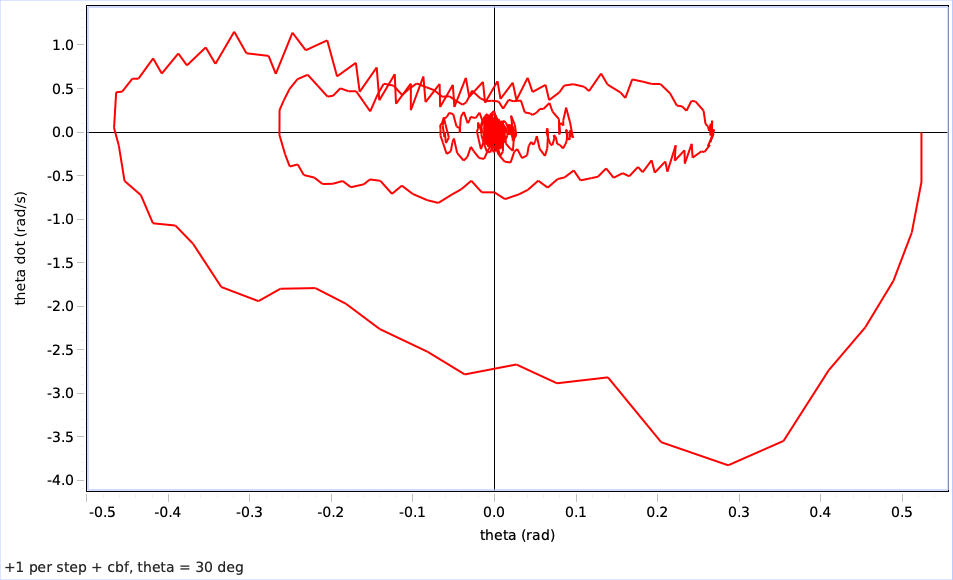 1.0
0.5
0.0
-0.5
-1.0
-1.5
-2.0
-2.5
-3.0
-3.5
-4.0
theta dot (rad/s)
-0.5 -0.4 -0.3 -0.2 -0.1 0.0 0.1 0.2 0.3 0.4 0.5
theta (rad)
+1 per step + cbf, theta = 30 deg